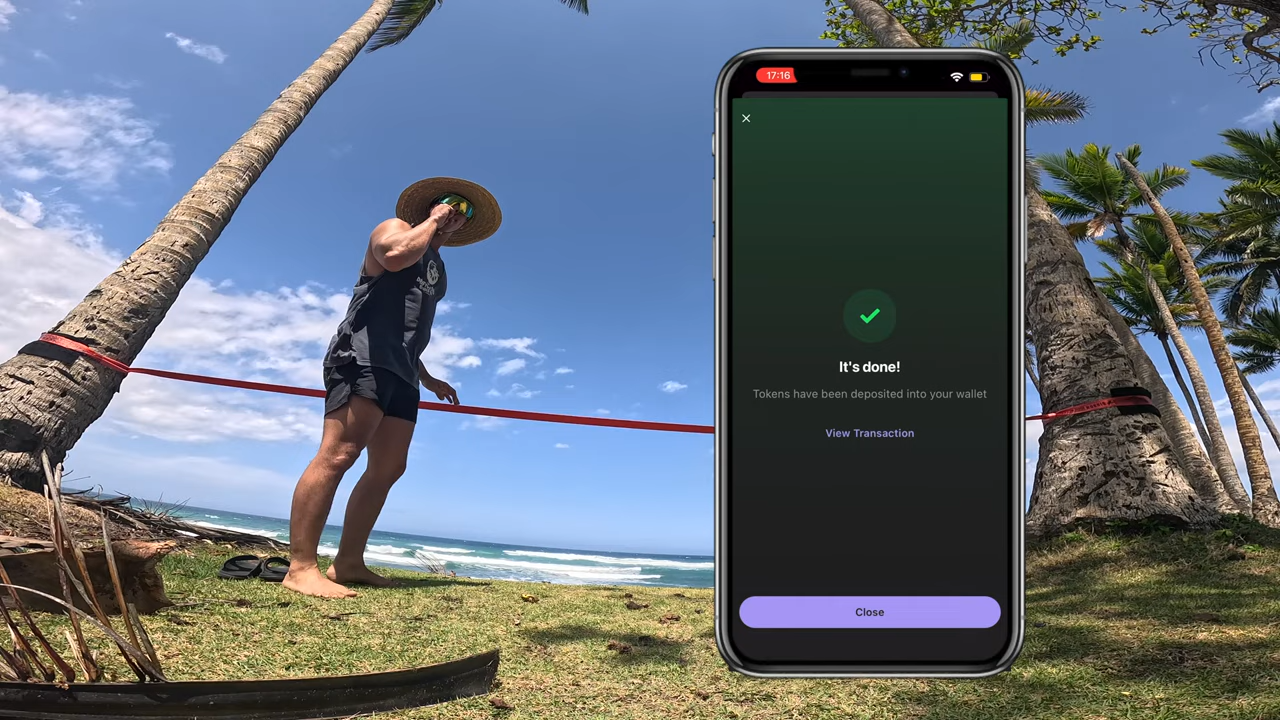 17:16
It's done!
Tokens have been deposited into your wallet
View Transaction
Close